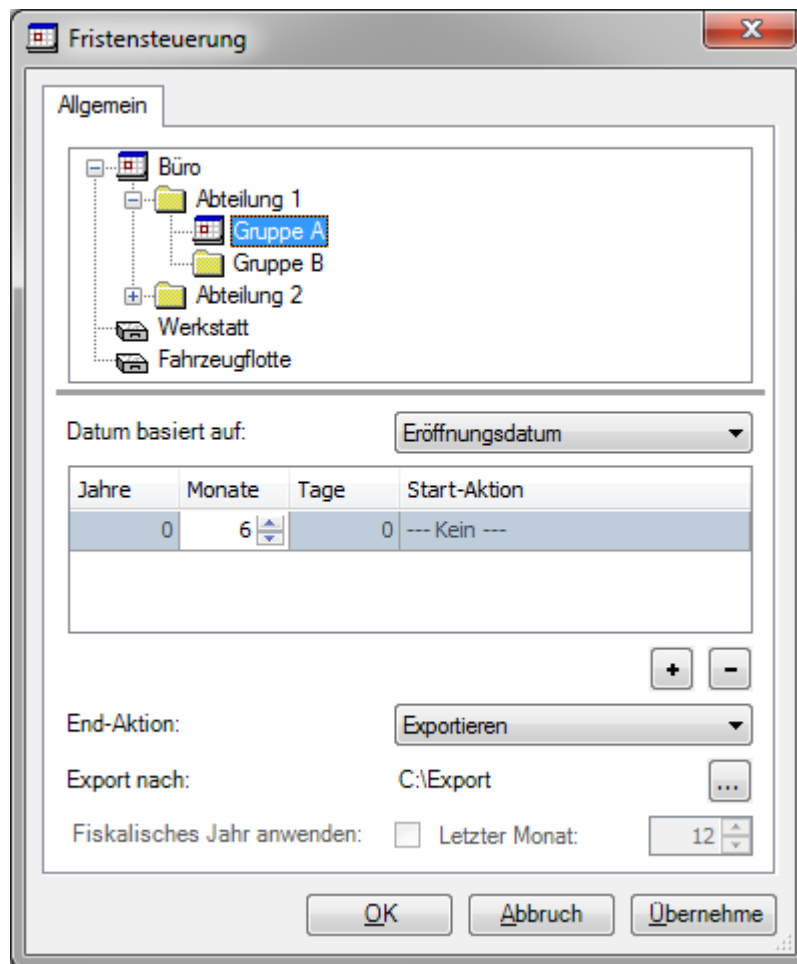 Fristensteuerung
Allgemein
Büro
Abteilung 1
Gruppe A
Gruppe B
Abteilung 2
Werkstatt
Fahrzeugflotte
Datum basiert auf: Eröffnungsdatum
Jahre Monate Tage Start-Aktion
0 6 0 --- Kein ---
+ -
End-Aktion: Exportieren
Export nach: C:\Export ...
Fiskalisches Jahr anwenden: Letzter Monat: 12
OK Abbruch Übernehme